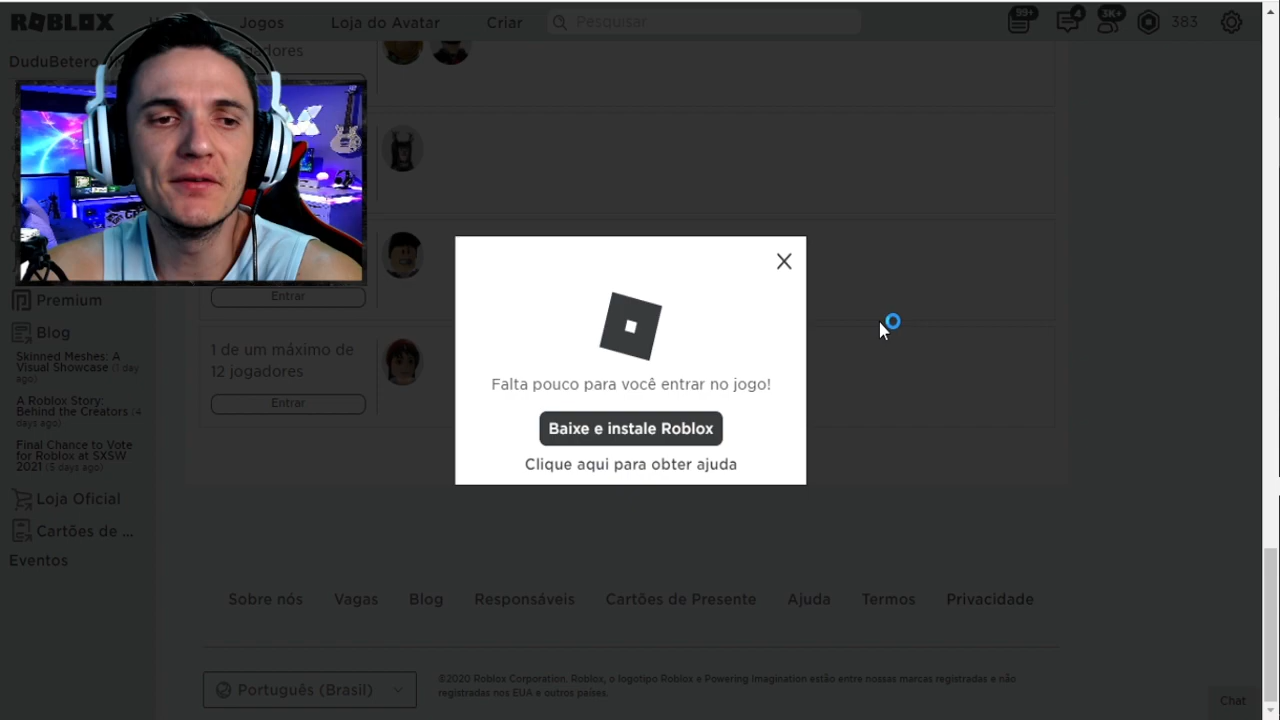 ROBLOX
Jogos
Loja do Avatar
Criar
Pesquisar
99+
4
3K+
383
DuduBetero
Premium
Blog
Skinned Meshes: A
Visual Showcase (1 day
ago)
A Roblox Story:
Behind the Creators (4
days ago)
Final Chance to Vote
for Roblox at SXSW
2021 (5 days ago)
Loja Oficial
Cartões de ...
Eventos
Entrar
1 de um máximo de
12 jogadores
Entrar
Falta pouco para você entrar no jogo!
Baixe e instale Roblox
Clique aqui para obter ajuda
Sobre nós
Vagas
Blog
Responsáveis
Cartões de Presente
Ajuda
Termos
Privacidade
Português (Brasil)
©2020 Roblox Corporation. Roblox, o logotipo Roblox e Powering Imagination estão entre nossas marcas registradas e não
registradas nos EUA e outros países.
Chat